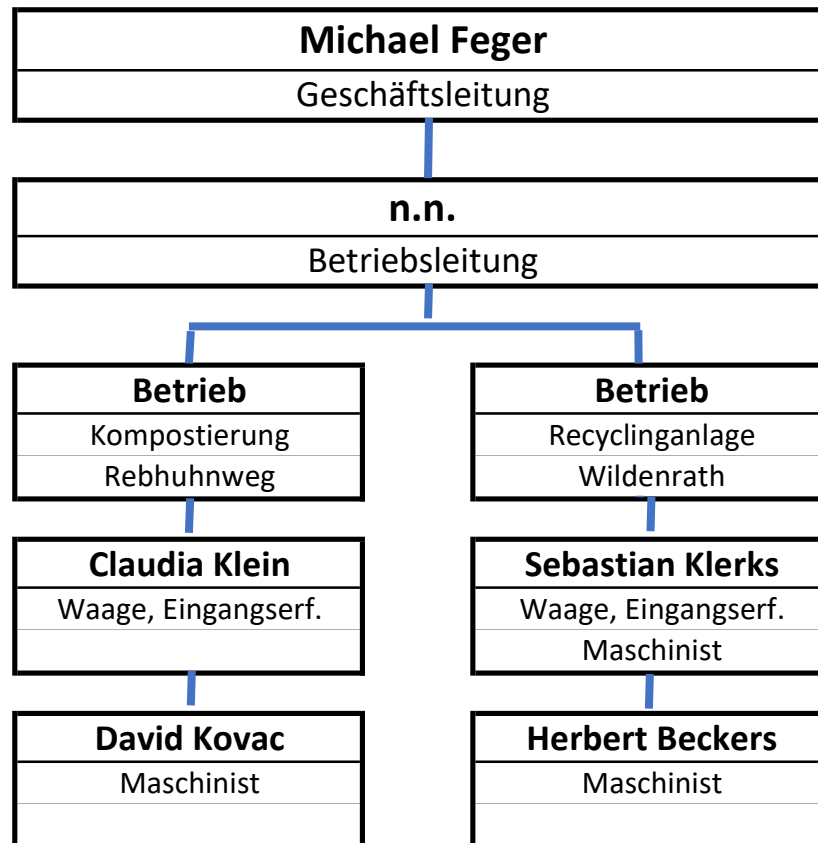 Michael Feger
Geschäftsleitung
n.n.
Betriebsleitung
Betrieb
Kompostierung
Rebhuhnweg
Betrieb
Recyclinganlage
Wildenrath
Claudia Klein
Waage, Eingangserf.
Sebastian Klerks
Waage, Eingangserf.
Maschinist
David Kovac
Maschinist
Herbert Beckers
Maschinist